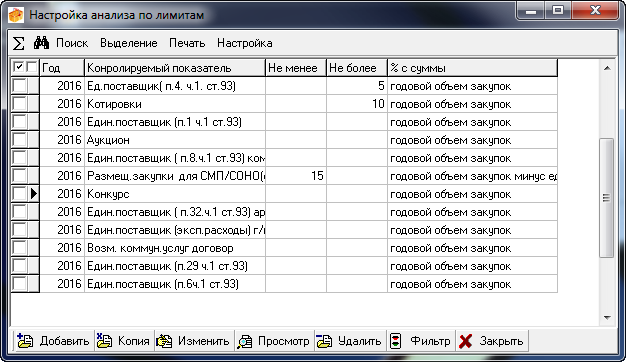 Настройка анализа по лимитам
Σ Поиск Выделение Печать Настройка
Год Конролируемый показатель Не менее Не более % с суммы
2016 Ед.поставщик( п.4. ч.1. ст.93) 5 годовой объем закупок
2016 Котировки 10 годовой объем закупок
2016 Един.поставщик (п.1 ч.1 ст.93) годовой объем закупок
2016 Аукцион годовой объем закупок
2016 Един.поставщик ( п.8.ч.1 ст.93) ком годовой объем закупок
2016 Размещ.закупки для СМП/СОНО( 15 годовой объем закупок минус ед
2016 Конкурс годовой объем закупок
2016 Един.поставщик ( п.32.ч.1 ст.93) ар годовой объем закупок
2016 Един.поставщик (эксп.расходы) г/ годовой объем закупок
2016 Возм. коммун.услуг договор годовой объем закупок
2016 Един.поставщик (п.29 ч.1 ст.93) годовой объем закупок
2016 Един.поставщик (п.6ч.1 ст.93) годовой объем закупок
Добавить Копия Изменить Просмотр Удалить Фильтр Закрыть